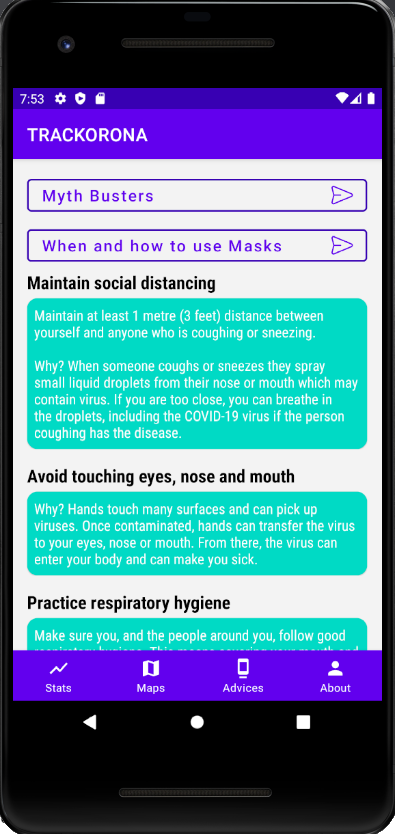 7:53
TRACKORONA
Myth Busters
When and how to use Masks
Maintain social distancing
Maintain at least 1 metre (3 feet) distance between
yourself and anyone who is coughing or sneezing.
Why? When someone coughs or sneezes they spray
small liquid droplets from their nose or mouth which may
contain virus. If you are too close, you can breathe in
the droplets, including the COVID-19 virus if the person
coughing has the disease.
Avoid touching eyes, nose and mouth
Why? Hands touch many surfaces and can pick up
viruses. Once contaminated, hands can transfer the virus
to your eyes, nose or mouth. From there, the virus can
enter your body and can make you sick.
Practice respiratory hygiene
Make sure you, and the people around you, follow good
Stats Maps Advices About